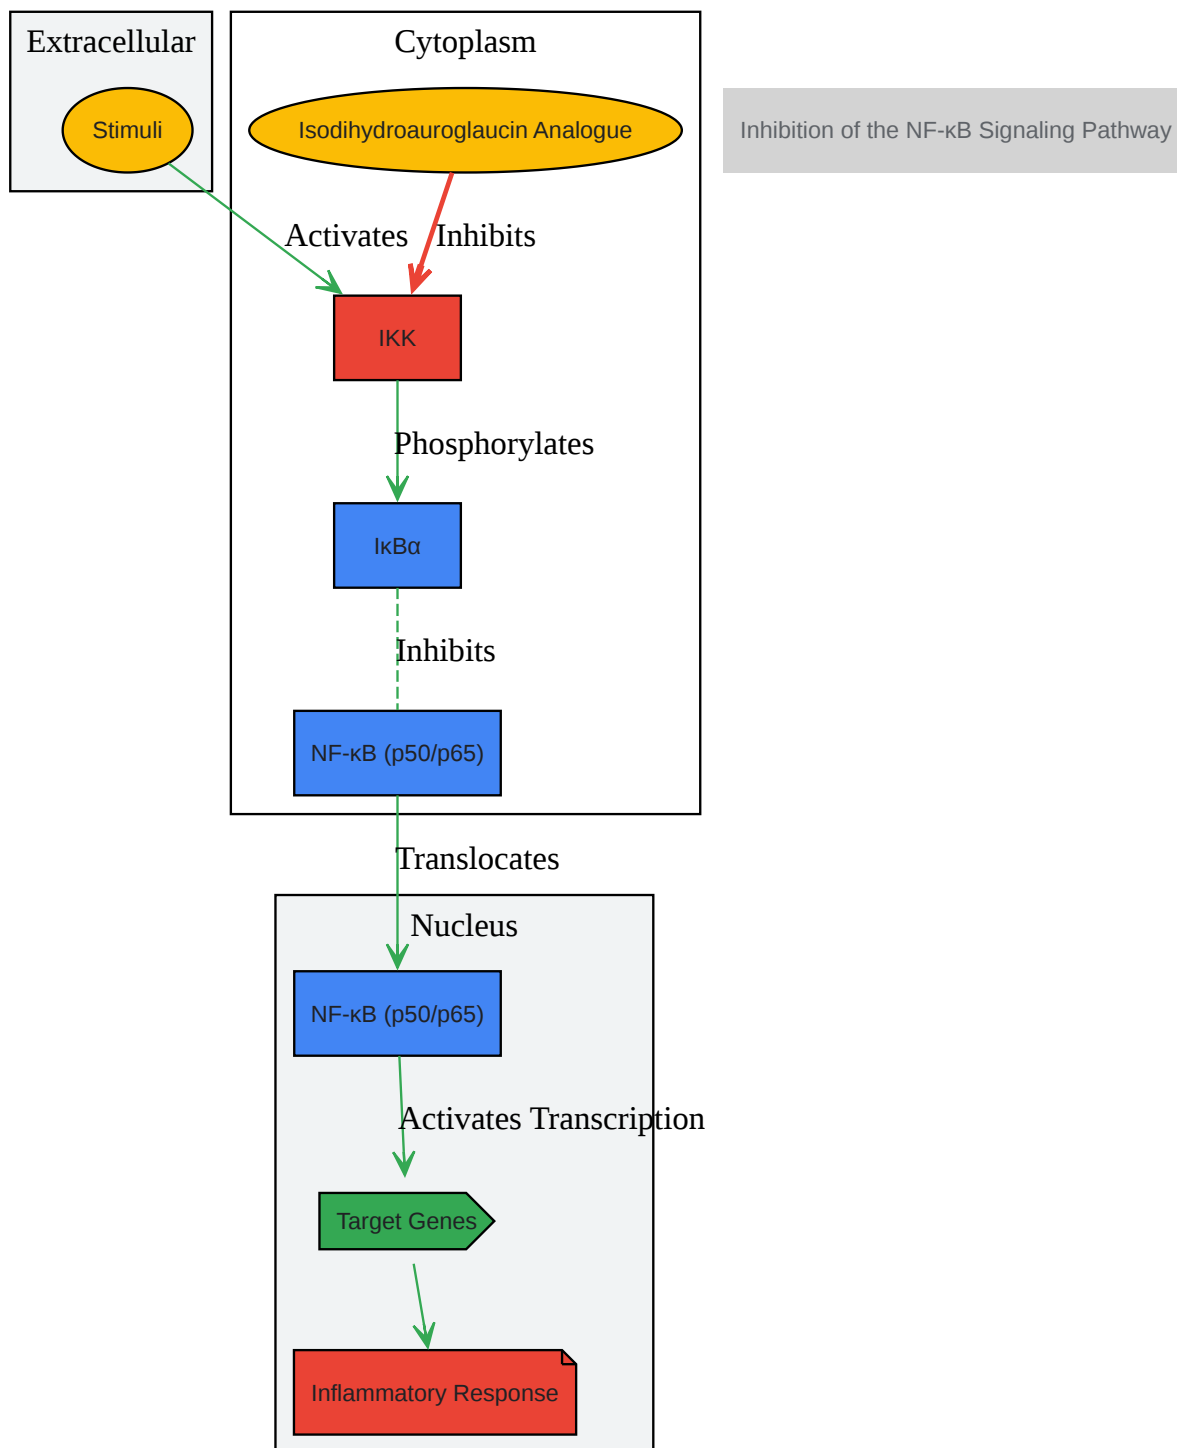 Extracellular
Cytoplasm
Stimuli
Isodihydroauroglaucin Analogue
Inhibition of the NF-κB Signaling Pathway
Activates
Inhibits
IKK
Phosphorylates
IκBα
Inhibits
NF-κB (p50/p65)
Translocates
Nucleus
NF-κB (p50/p65)
Activates Transcription
Target Genes
Inflammatory Response